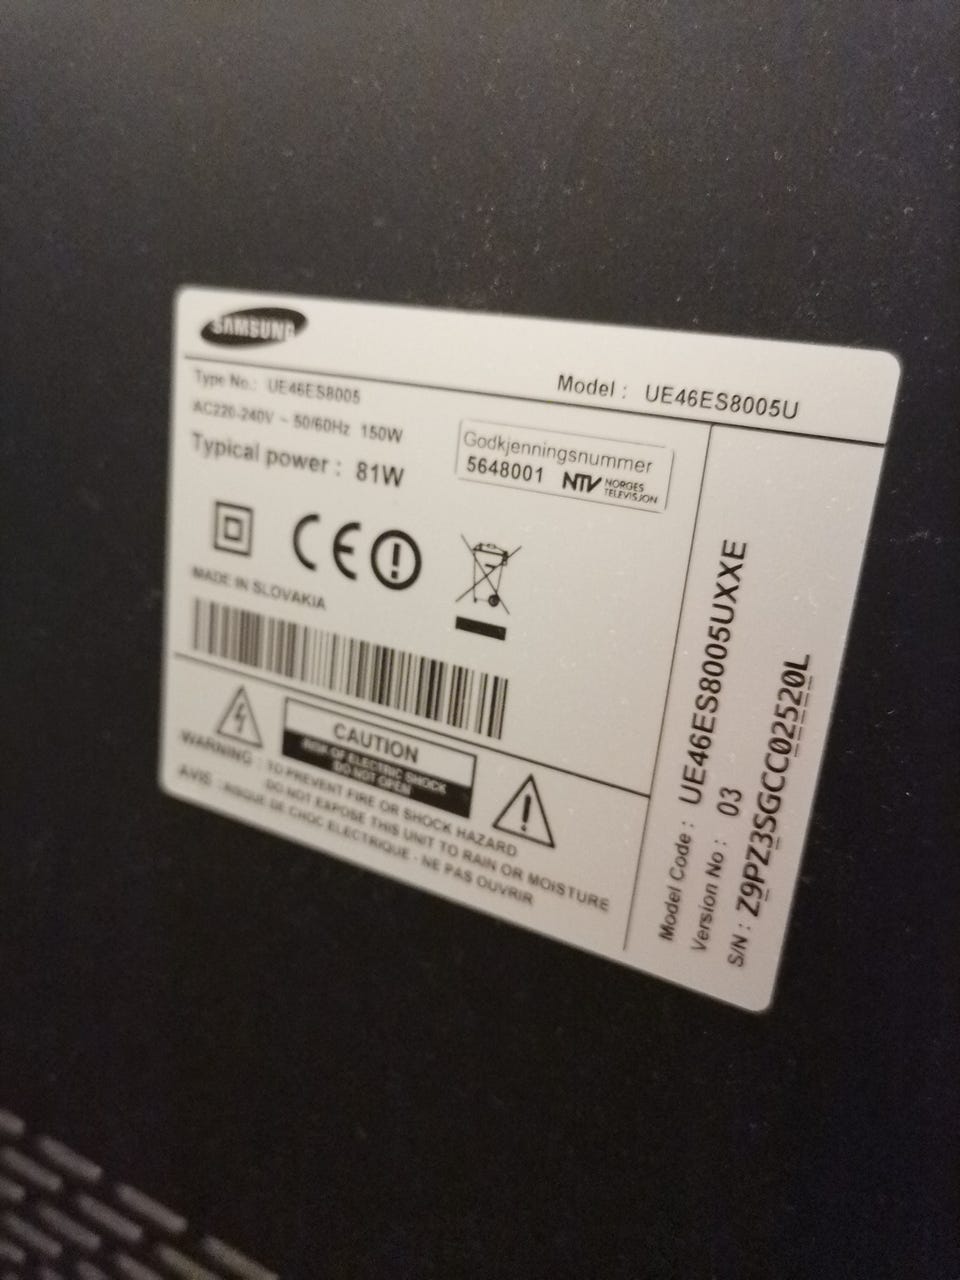 SAMSUNG
Model : UE46ES8005U
Type No.: UE46ES8005
AC220-240V ~ 50/60Hz 150W
Typical power : 81W
Godkjenningsnummer
5648001 NTV NORGES
TELEVISJON
CE
MADE IN SLOVAKIA
CAUTION
RISK OF ELECTRIC SHOCK
DO NOT OPEN
WARNING : TO PREVENT FIRE OR SHOCK HAZARD
DO NOT EXPOSE THIS UNIT TO RAIN OR MOISTURE
AVIS : RISQUE DE CHOC ELECTRIQUE - NE PAS OUVRIR
Model Code : UE46ES8005UXXE
Version No : 03
S/N : Z9PZ3SGCC02520L